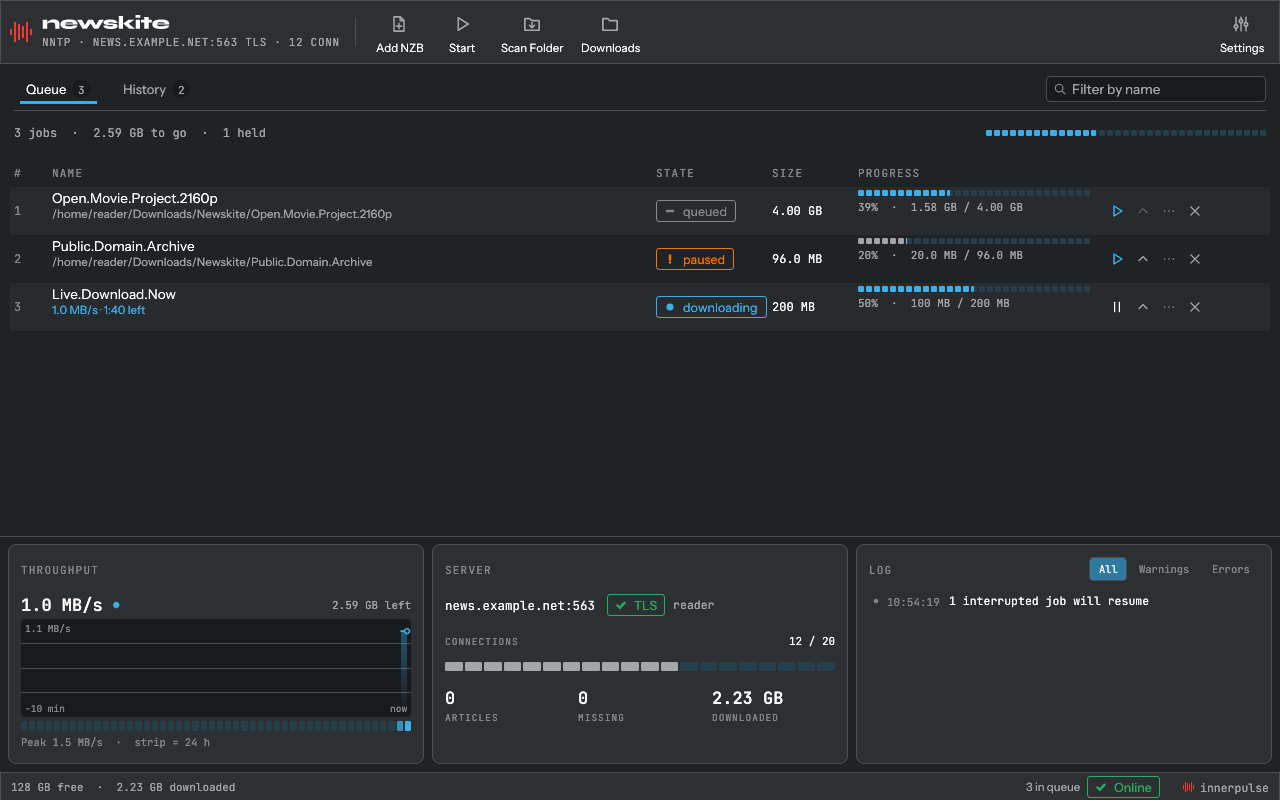 newskite
NNTP · NEWS.EXAMPLE.NET:563 TLS · 12 CONN
Add NZB
Start
Scan Folder
Downloads
Settings
Queue 3
History 2
Filter by name
3 jobs · 2.59 GB to go · 1 held
# NAME STATE SIZE PROGRESS
1 Open.Movie.Project.2160p
/home/reader/Downloads/Newskite/Open.Movie.Project.2160p
queued
4.00 GB
39% · 1.58 GB / 4.00 GB
2 Public.Domain.Archive
/home/reader/Downloads/Newskite/Public.Domain.Archive
paused
96.0 MB
20% · 20.0 MB / 96.0 MB
3 Live.Download.Now
1.0 MB/s·1:40 left
downloading
200 MB
50% · 100 MB / 200 MB
THROUGHPUT
1.0 MB/s
2.59 GB left
1.1 MB/s
-10 min
now
Peak 1.5 MB/s · strip = 24 h
SERVER
news.example.net:563
TLS
reader
CONNECTIONS
12 / 20
0
ARTICLES
0
MISSING
2.23 GB
DOWNLOADED
LOG
All
Warnings
Errors
10:54:19 1 interrupted job will resume
128 GB free · 2.23 GB downloaded
3 in queue
Online
innerpulse